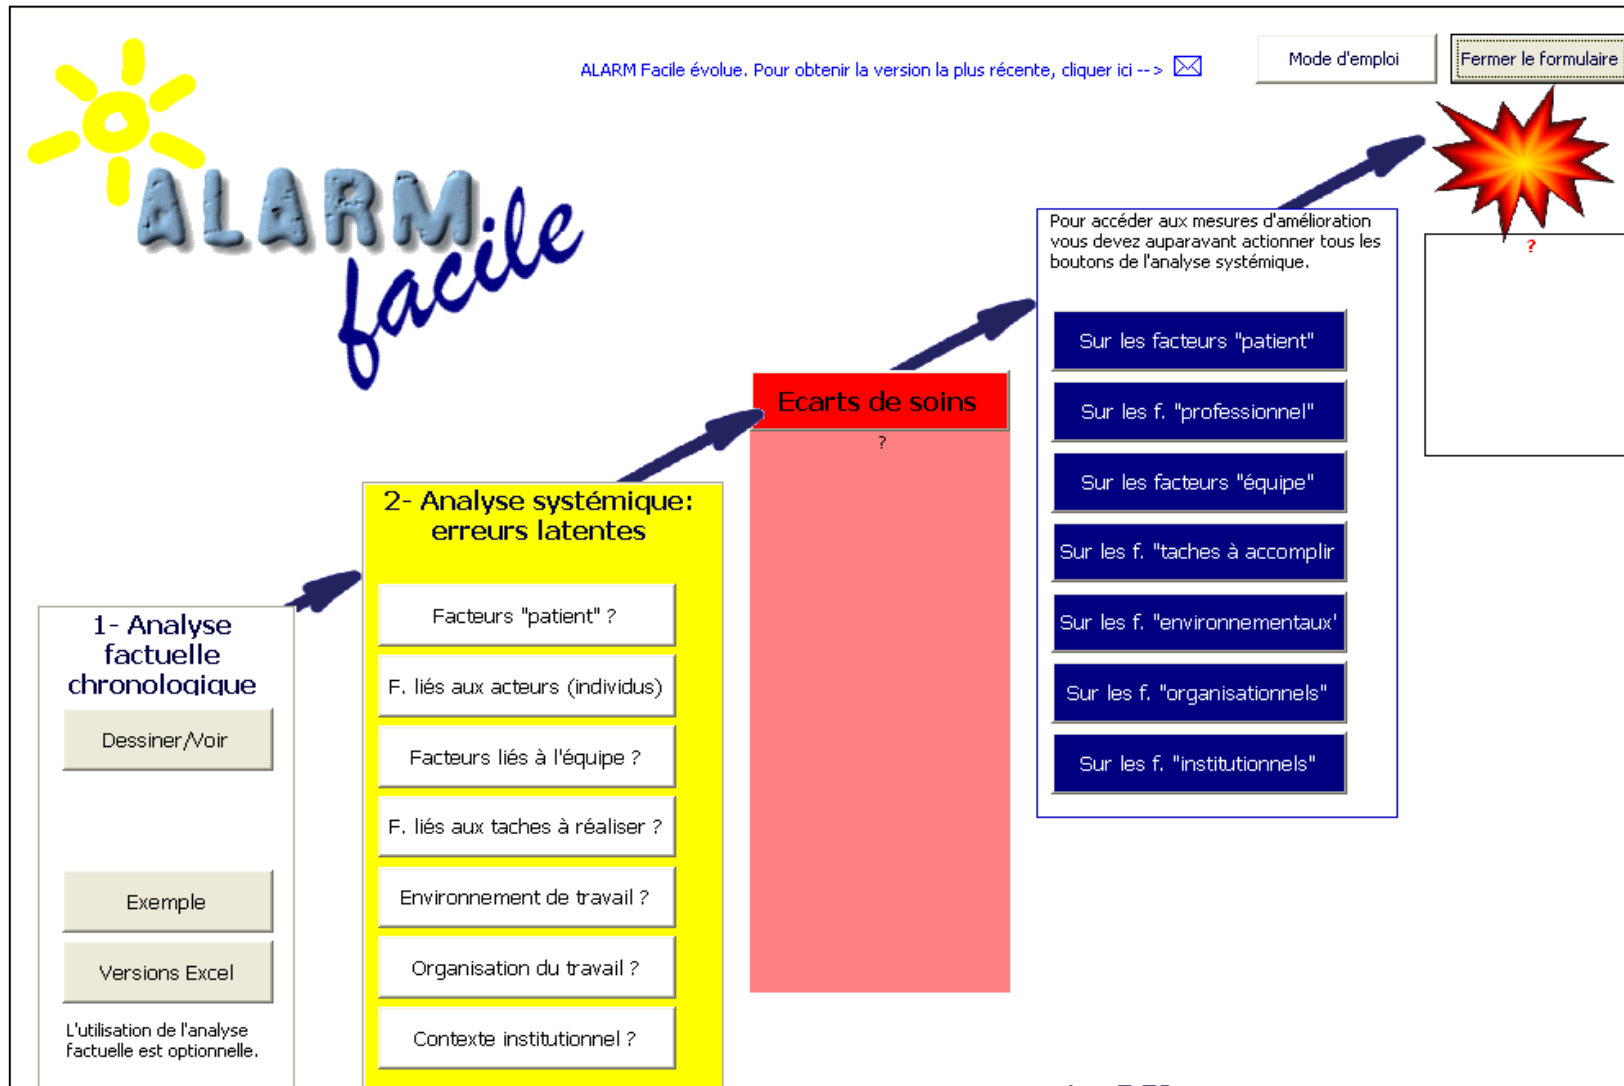 ALARM Facile évolue. Pour obtenir la version la plus récente, cliquer ici -->
Mode d'emploi
Fermer le formulaire
ALARM
facile
1- Analyse
factuelle
chronologique
Dessiner/Voir
Exemple
Versions Excel
L'utilisation de l'analyse
factuelle est optionnelle.
2- Analyse systémique:
erreurs latentes
Facteurs "patient" ?
F. liés aux acteurs (individus)
Facteurs liés à l'équipe ?
F. liés aux taches à réaliser ?
Environnement de travail ?
Organisation du travail ?
Contexte institutionnel ?
Ecarts de soins
?
Pour accéder aux mesures d'amélioration
vous devez auparavant actionner tous les
boutons de l'analyse systémique.
Sur les facteurs "patient"
Sur les f. "professionnel"
Sur les facteurs "équipe"
Sur les f. "taches à accomplir
Sur les f. "environnementaux'
Sur les f. "organisationnels"
Sur les f. "institutionnels"
?